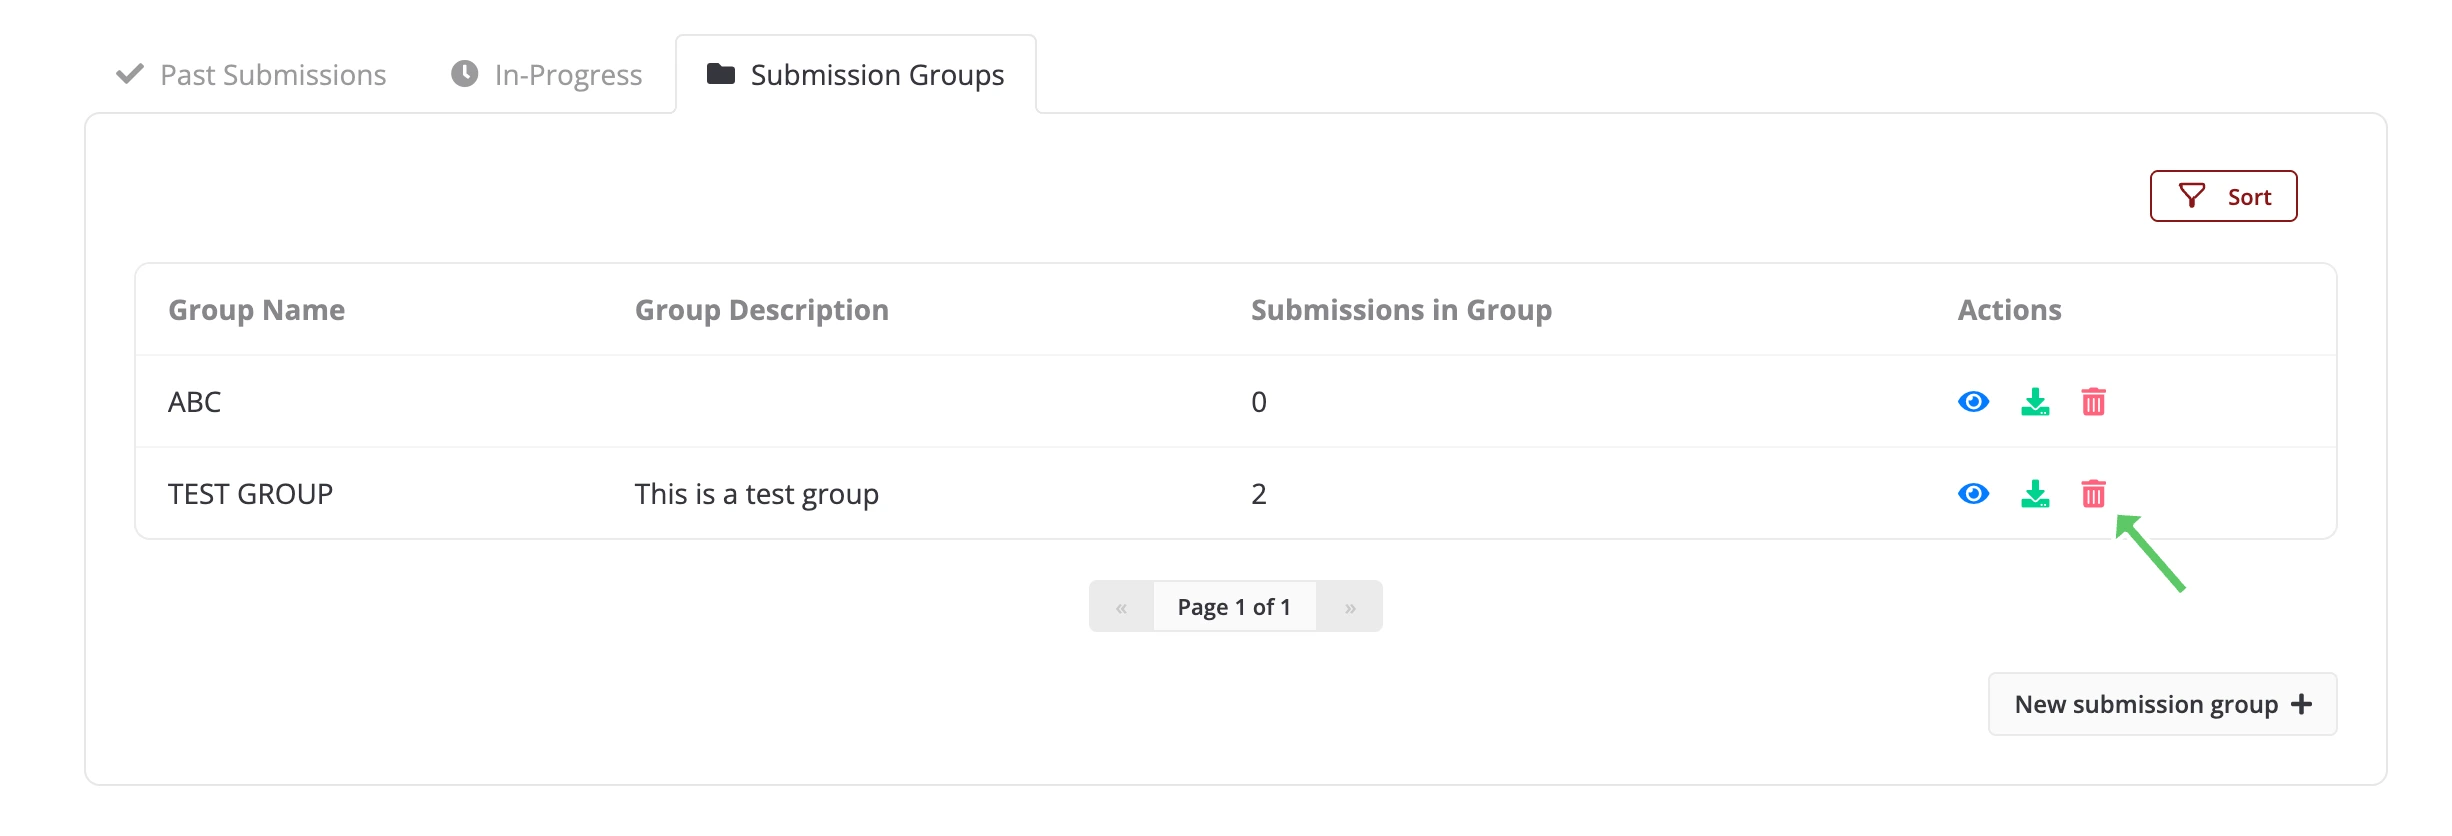 Past Submissions In-Progress Submission Groups
Sort
Group Name Group Description Submissions in Group Actions
ABC 0
TEST GROUP This is a test group 2
« Page 1 of 1 »
New submission group